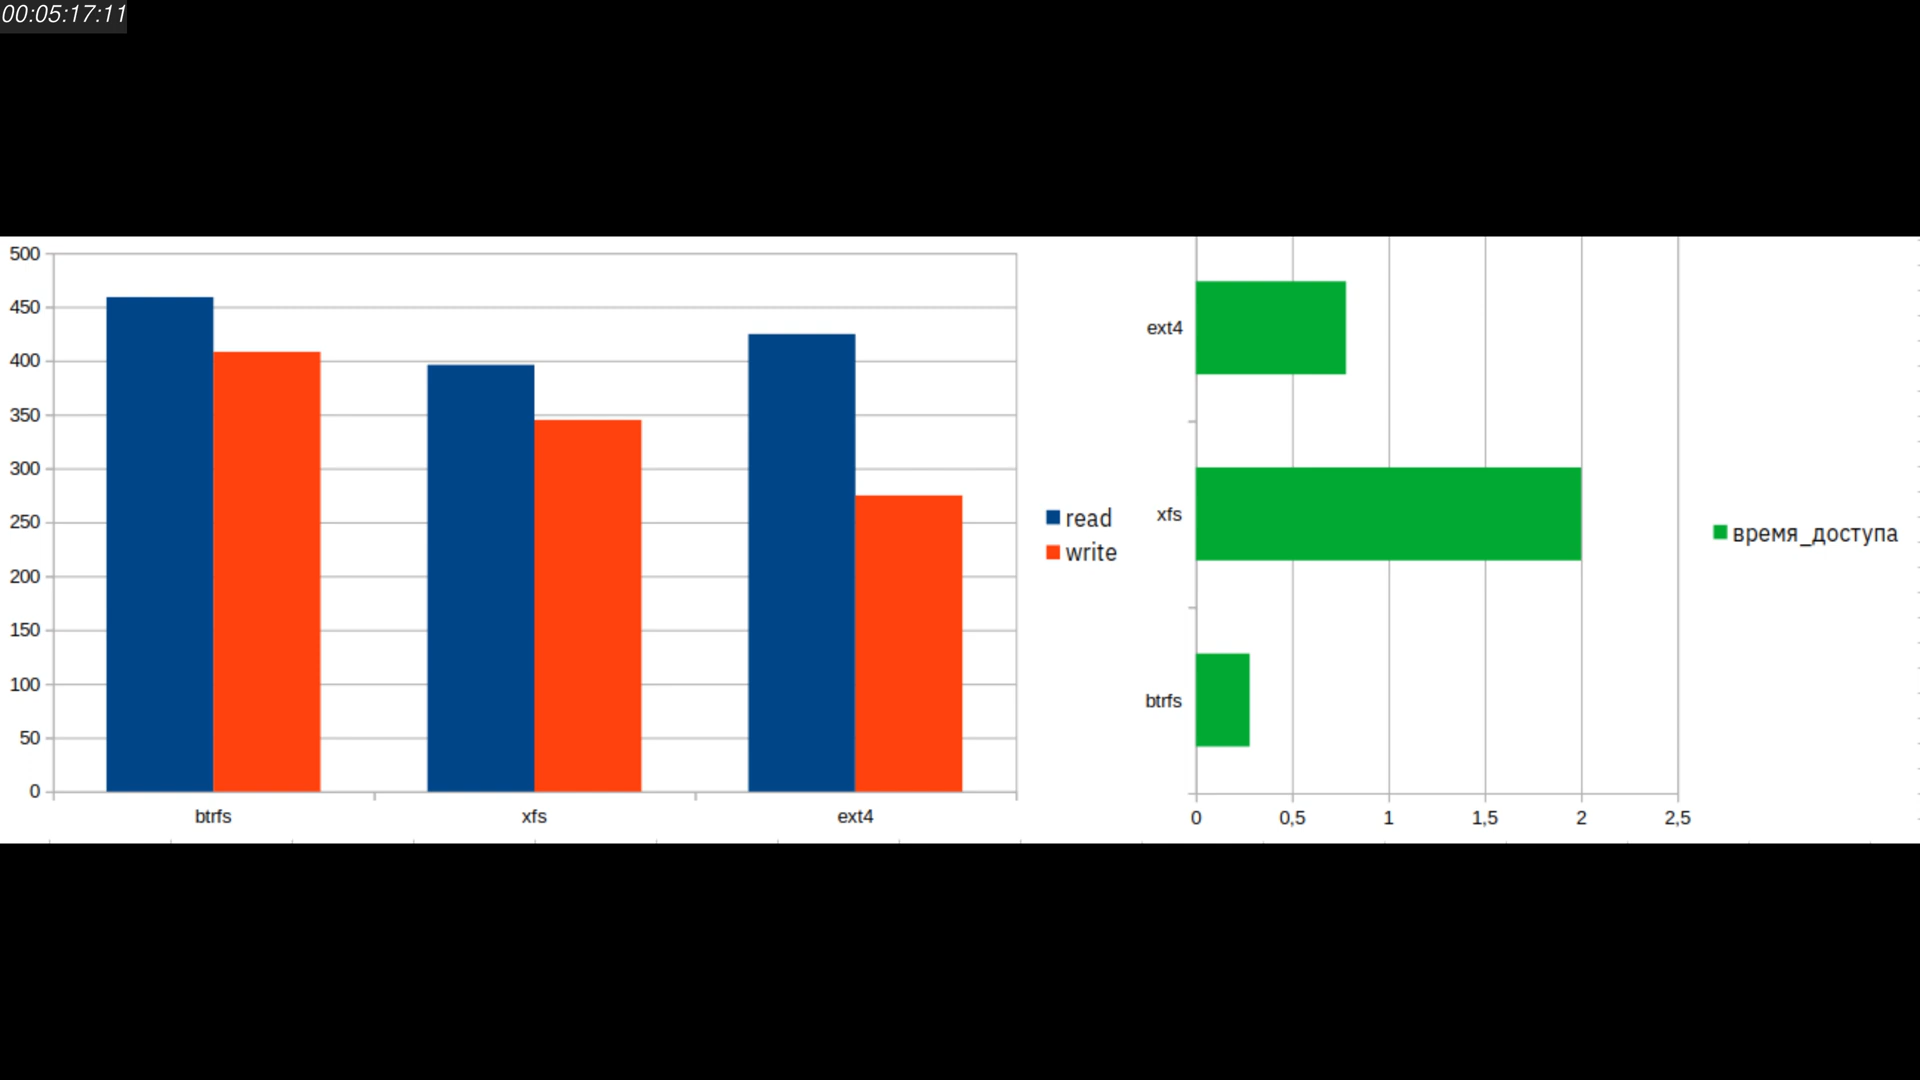 00:05:17:11
500
450
400
350
300
250
200
150
100
50
0
btrfs xfs ext4
read
write
ext4
xfs
btrfs
0 0,5 1 1,5 2 2,5
время_доступа